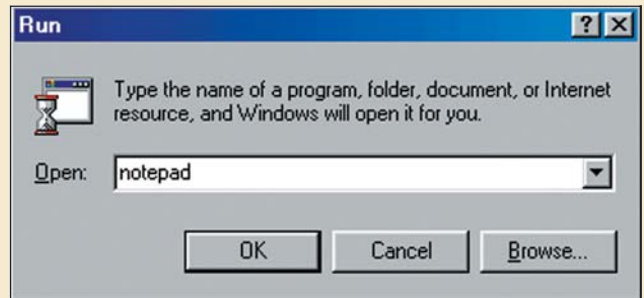 Run
Type the name of a program, folder, document, or Internet
resource, and Windows will open it for you.
Open: notepad
OK Cancel Browse...